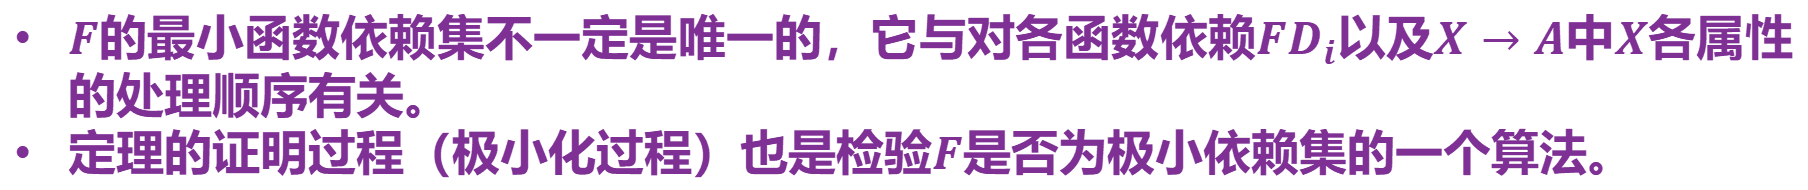 • F的最小函数依赖集不一定是唯一的，它与对各函数依赖FDᵢ以及X → A中X各属性
的处理顺序有关。
• 定理的证明过程（极小化过程）也是检验F是否为极小依赖集的一个算法。